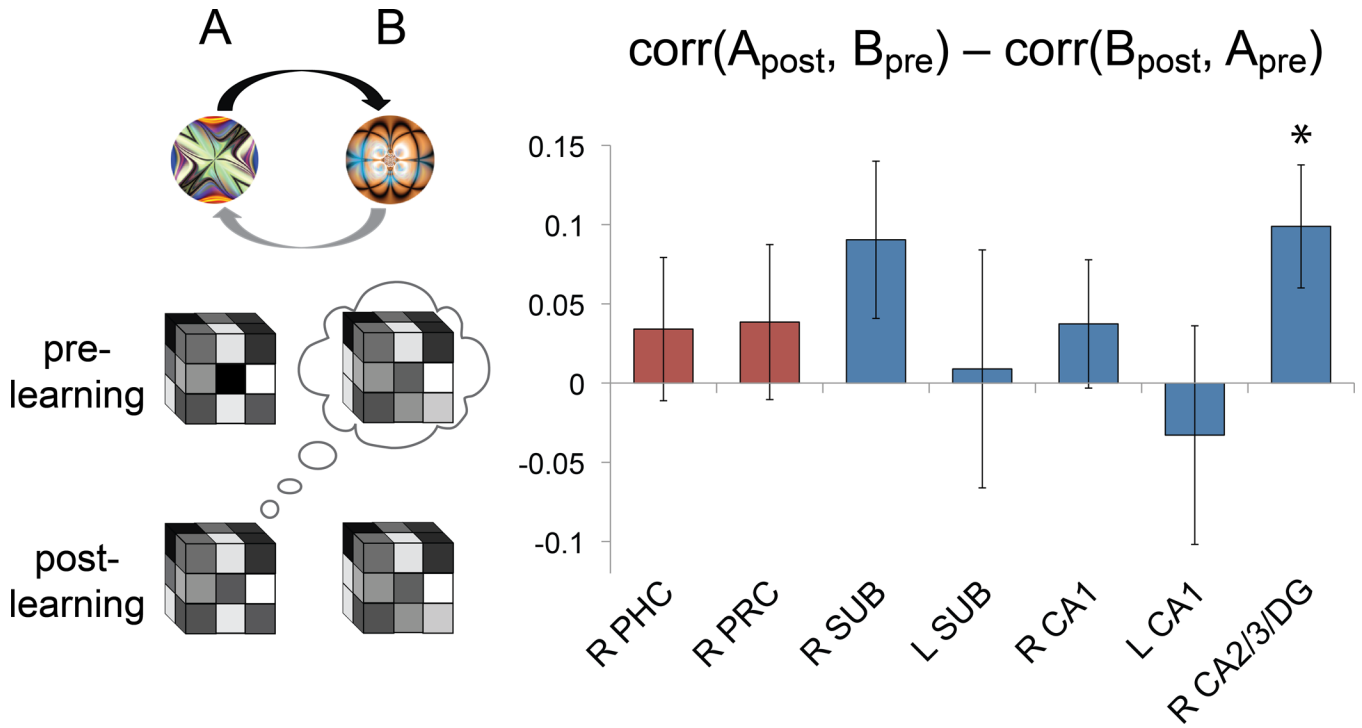 A
B
pre-
learning
post-
learning
corr(Apost, Bpre) – corr(Bpost, Apre)
0.15
0.1
0.05
0
-0.05
-0.1
*
R PHC
R PRC
R SUB
L SUB
R CA1
L CA1
R CA2/3/DG